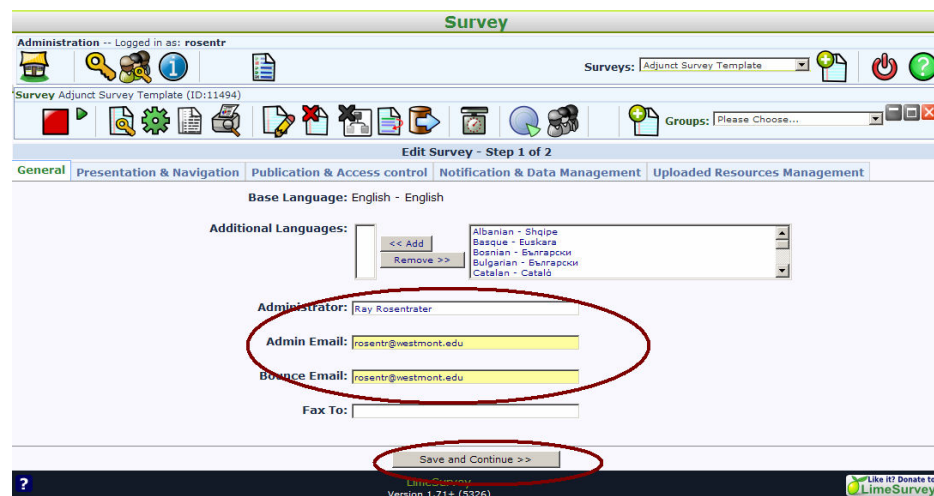 Survey
Administration -- Logged in as: rosentr
Surveys: Adjunct Survey Template
Survey Adjunct Survey Template (ID:11494)
Groups: Please Choose...
Edit Survey - Step 1 of 2
General Presentation & Navigation Publication & Access control Notification & Data Management Uploaded Resources Management
Base Language: English - English
Additional Languages:
<< Add
Remove >>
Albanian - Shqipe
Basque - Euskara
Bosnian - Български
Bulgarian - Български
Catalan - Català
Administrator: Ray Rosentrater
Admin Email: rosentr@westmont.edu
Bounce Email: rosentr@westmont.edu
Fax To:
Save and Continue >>
?
LimeSurvey
Version 1.71+ (5326)
Like it? Donate to
LimeSurvey